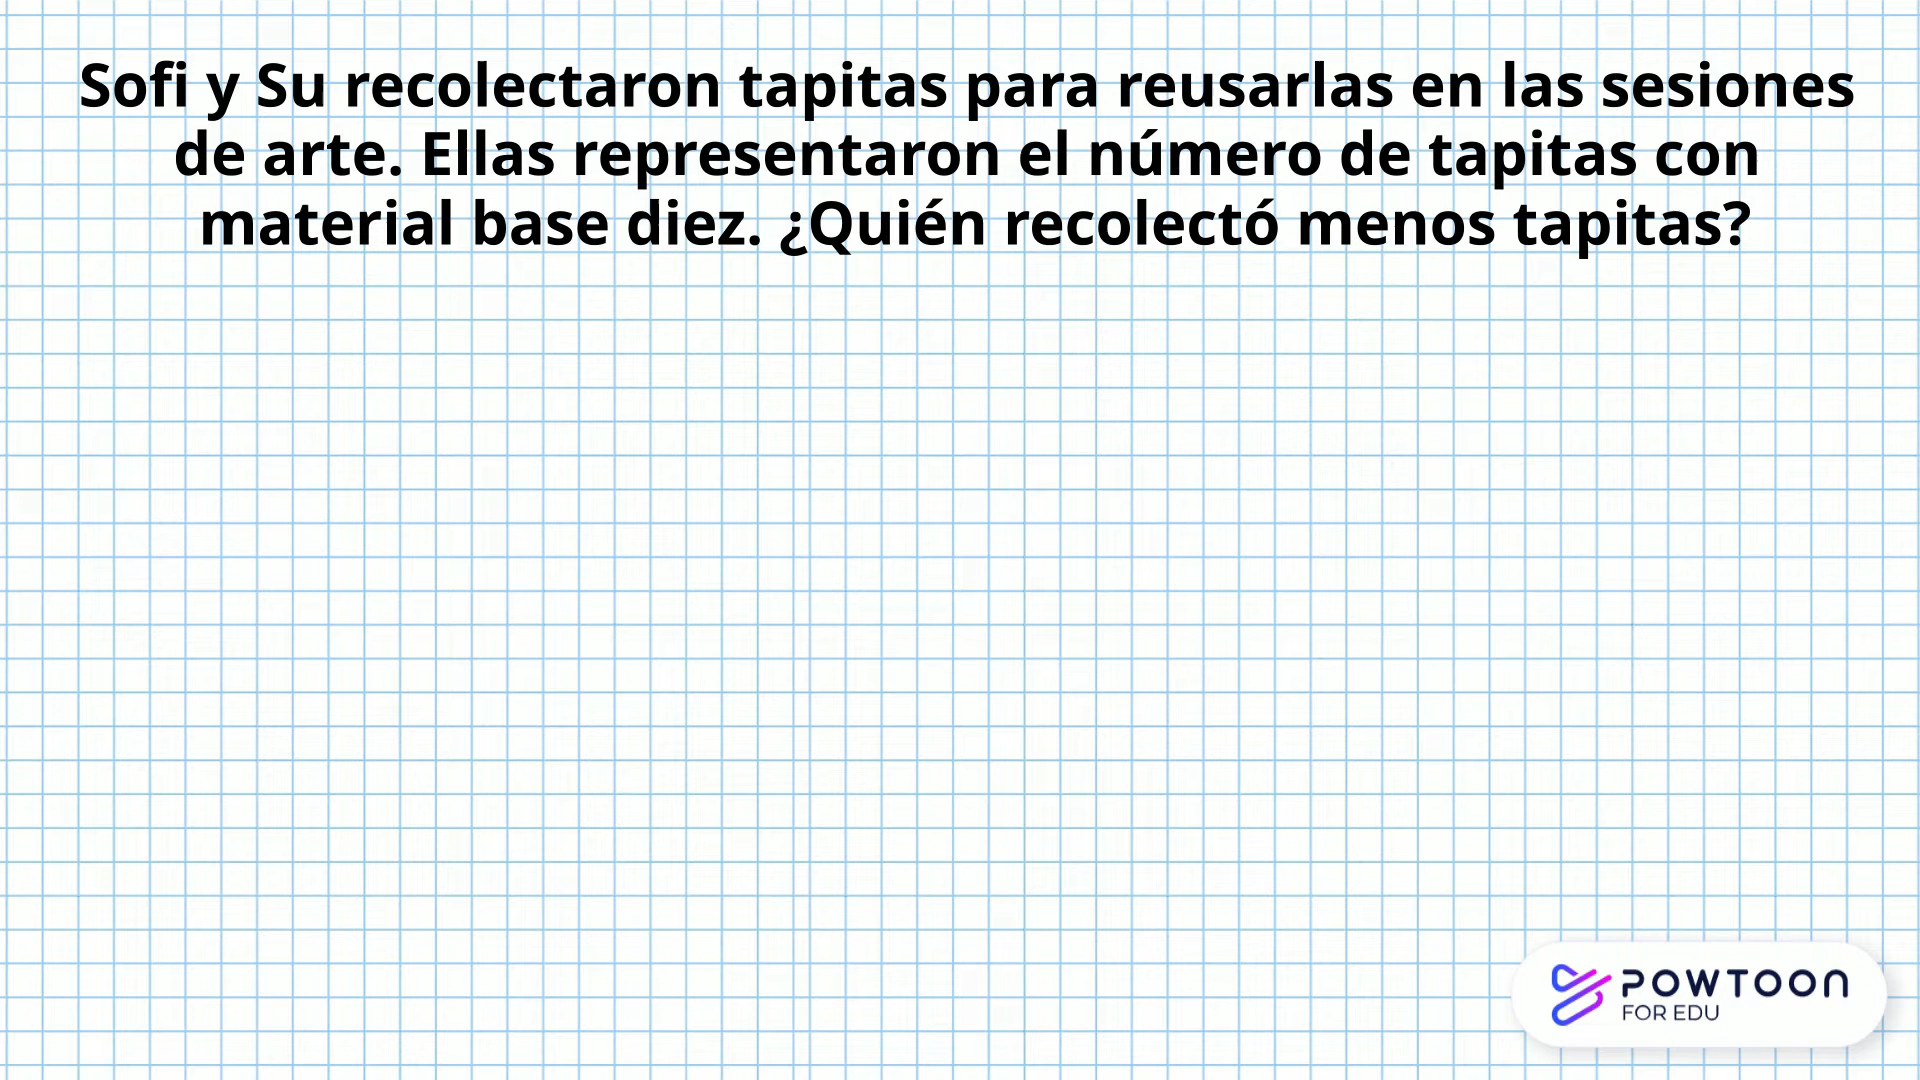 Sofi y Su recolectaron tapitas para reusarlas en las sesiones
de arte. Ellas representaron el número de tapitas con
material base diez. ¿Quién recolectó menos tapitas?
POWTOON
FOR EDU